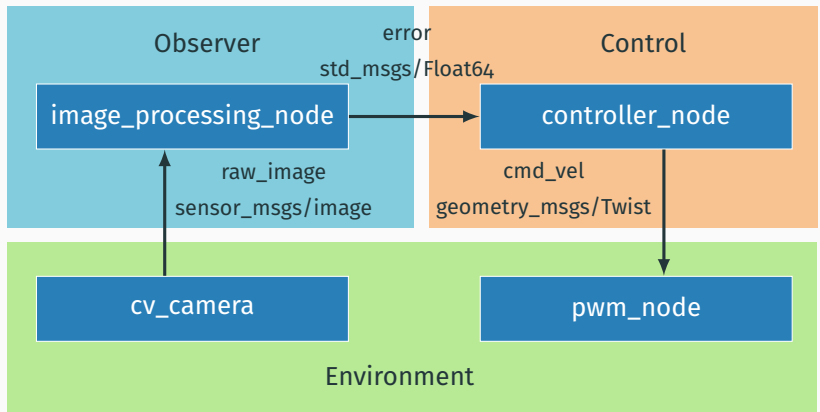 Observer
error
std_msgs/Float64
Control
image_processing_node
controller_node
raw_image
sensor_msgs/image
cmd_vel
geometry_msgs/Twist
cv_camera
pwm_node
Environment